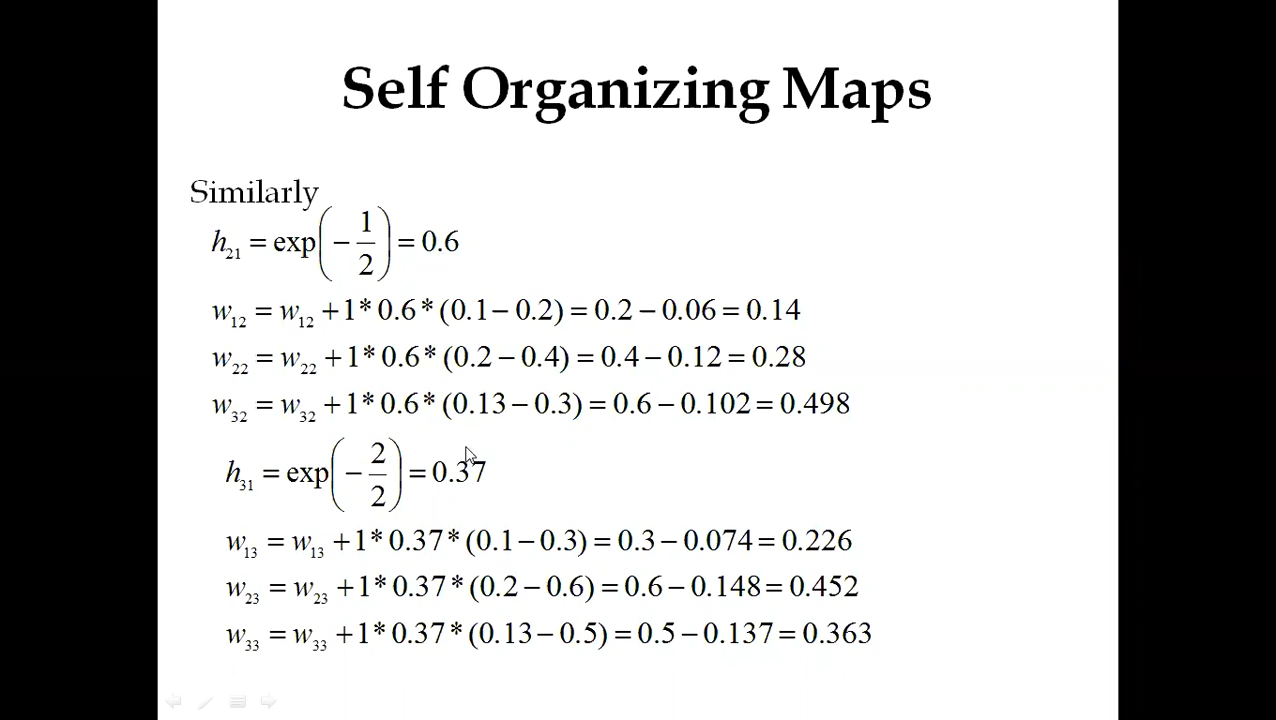 Self Organizing Maps
Similarly
h₂₁ = exp(−1/2) = 0.6
w₁₂ = w₁₂ + 1 * 0.6 * (0.1 − 0.2) = 0.2 − 0.06 = 0.14
w₂₂ = w₂₂ + 1 * 0.6 * (0.2 − 0.4) = 0.4 − 0.12 = 0.28
w₃₂ = w₃₂ + 1 * 0.6 * (0.13 − 0.3) = 0.6 − 0.102 = 0.498
h₃₁ = exp(−2/2) = 0.37
w₁₃ = w₁₃ + 1 * 0.37 * (0.1 − 0.3) = 0.3 − 0.074 = 0.226
w₂₃ = w₂₃ + 1 * 0.37 * (0.2 − 0.6) = 0.6 − 0.148 = 0.452
w₃₃ = w₃₃ + 1 * 0.37 * (0.13 − 0.5) = 0.5 − 0.137 = 0.363